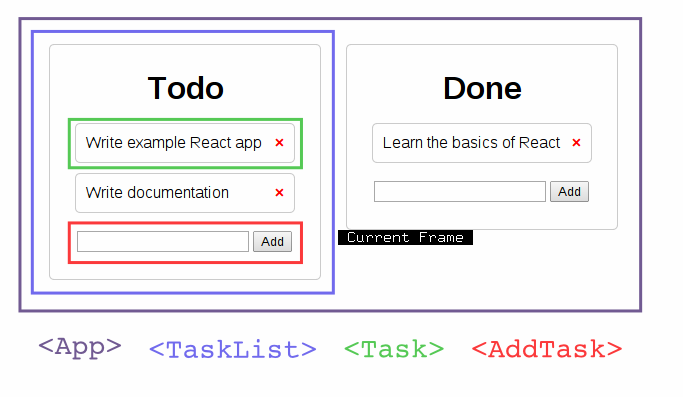 Todo
Write example React app ×
Write documentation ×
Add
Done
Learn the basics of React ×
Add
Current Frame
<App> <TaskList> <Task> <AddTask>